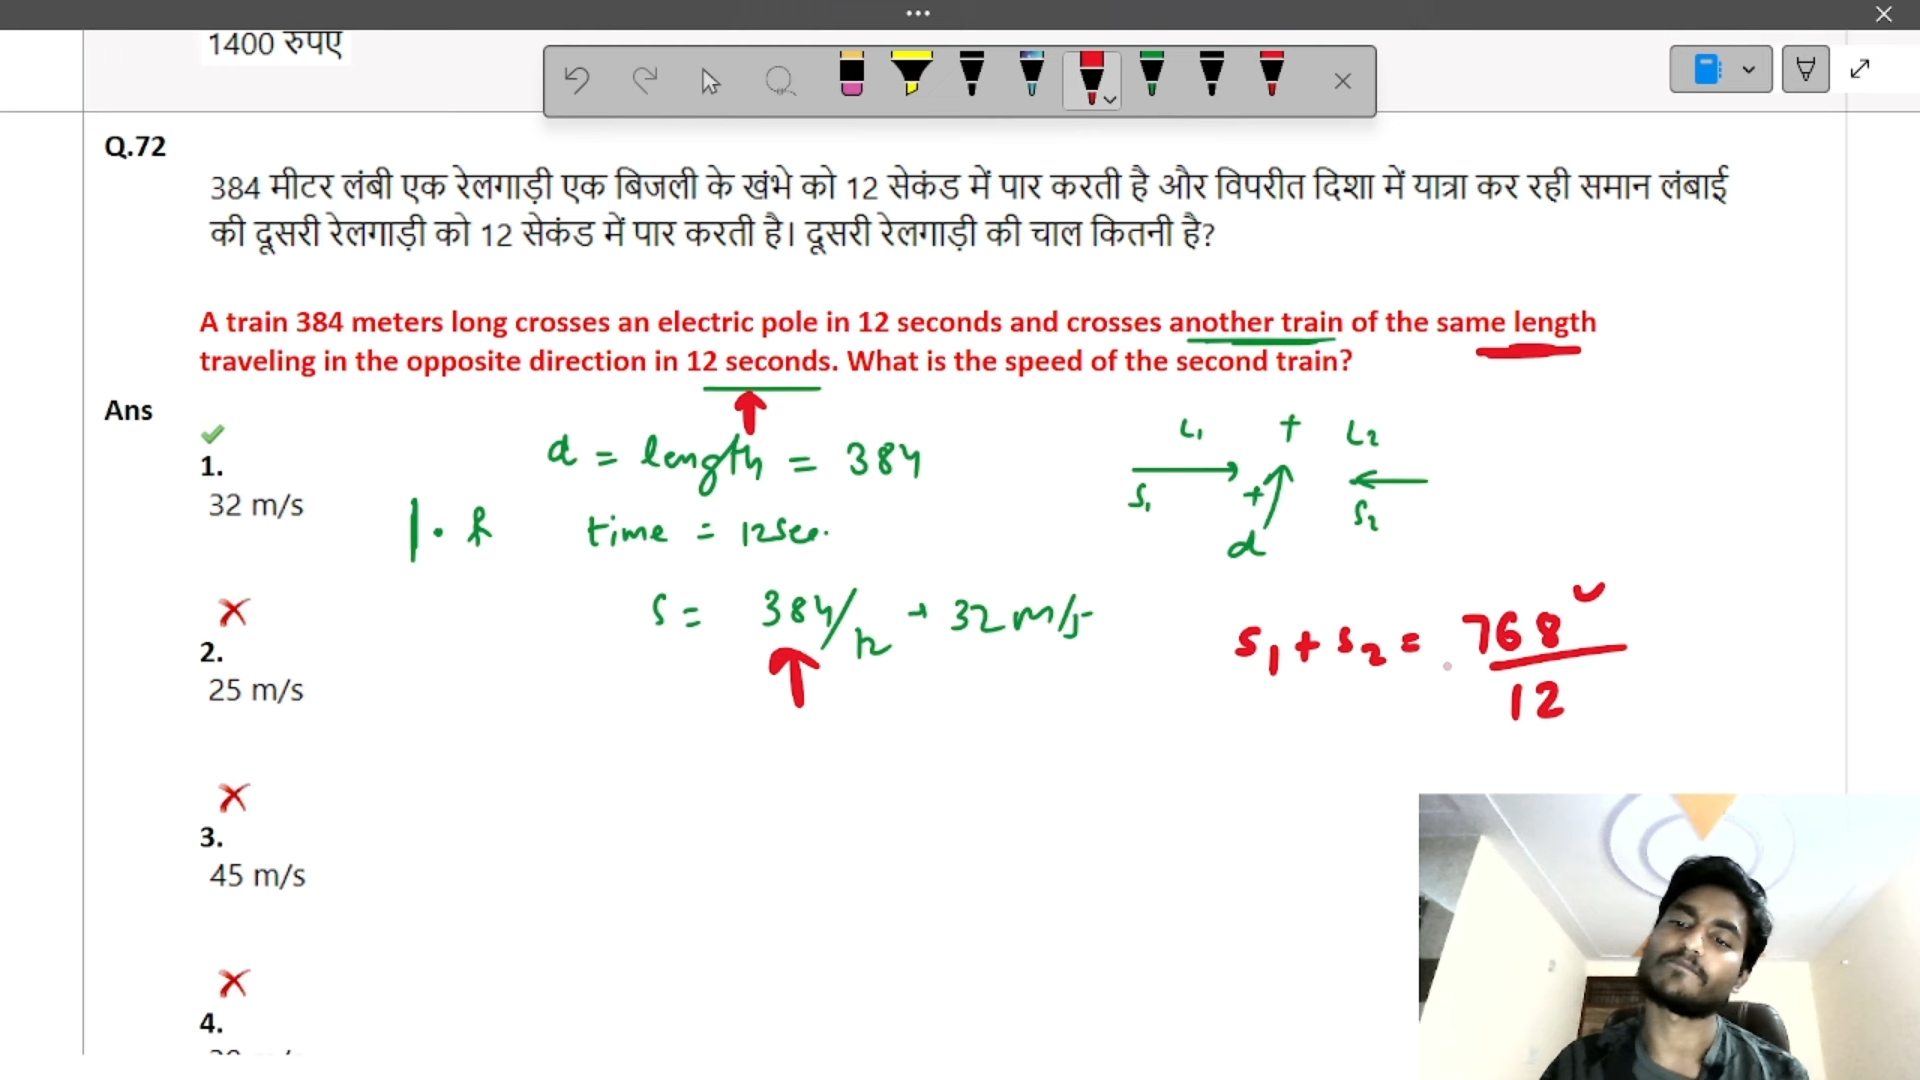 1400 रुपए
Q.72
384 मीटर लंबी एक रेलगाड़ी एक बिजली के खंभे को 12 सेकंड में पार करती है और विपरीत दिशा में यात्रा कर रही समान लंबाई
की दूसरी रेलगाड़ी को 12 सेकंड में पार करती है। दूसरी रेलगाड़ी की चाल कितनी है?
A train 384 meters long crosses an electric pole in 12 seconds and crosses another train of the same length
traveling in the opposite direction in 12 seconds. What is the speed of the second train?
Ans
1.
32 m/s
2.
25 m/s
3.
45 m/s
4.
d = length = 384
time = 12sec.
S = 384/12 → 32 m/s
L1 + L2
S1 + S2
d
S1 + S2 = 768
12